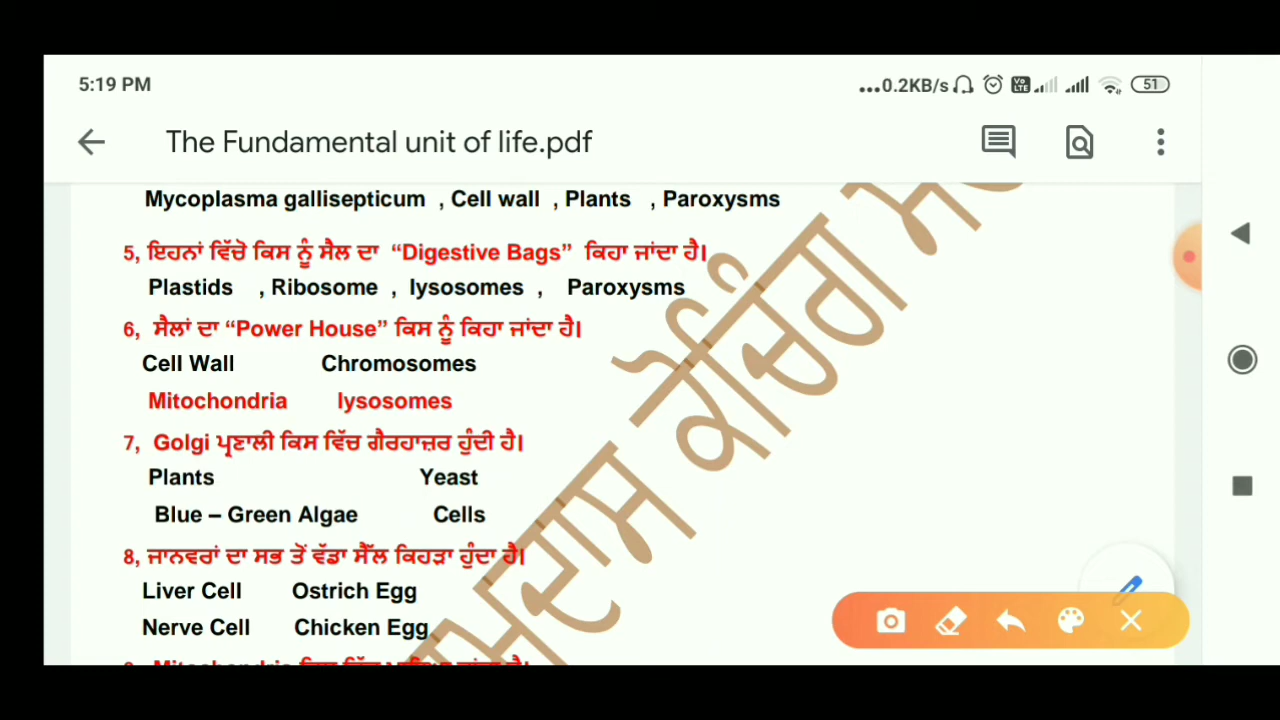 5:19 PM
...0.2KB/s Vo LTE 51
The Fundamental unit of life.pdf
Mycoplasma gallisepticum , Cell wall , Plants , Paroxysms
5, ਇਹਨਾਂ ਵਿੱਚੋ ਕਿਸ ਨੂੰ ਸੈਲ ਦਾ “Digestive Bags” ਕਿਹਾ ਜਾਂਦਾ ਹੈ।
Plastids , Ribosome , lysosomes , Paroxysms
6, ਸੈਲਾਂ ਦਾ “Power House” ਕਿਸ ਨੂੰ ਕਿਹਾ ਜਾਂਦਾ ਹੈ।
Cell Wall Chromosomes
Mitochondria lysosomes
7, Golgi ਪ੍ਰਣਾਲੀ ਕਿਸ ਵਿੱਚ ਗੈਰਹਾਜ਼ਰ ਹੁੰਦੀ ਹੈ।
Plants Yeast
Blue – Green Algae Cells
8, ਜਾਨਵਰਾਂ ਦਾ ਸਭ ਤੋਂ ਵੱਡਾ ਸੈੱਲ ਕਿਹੜਾ ਹੁੰਦਾ ਹੈ।
Liver Cell Ostrich Egg
Nerve Cell Chicken Egg
ਕੋਚਿੰਗ